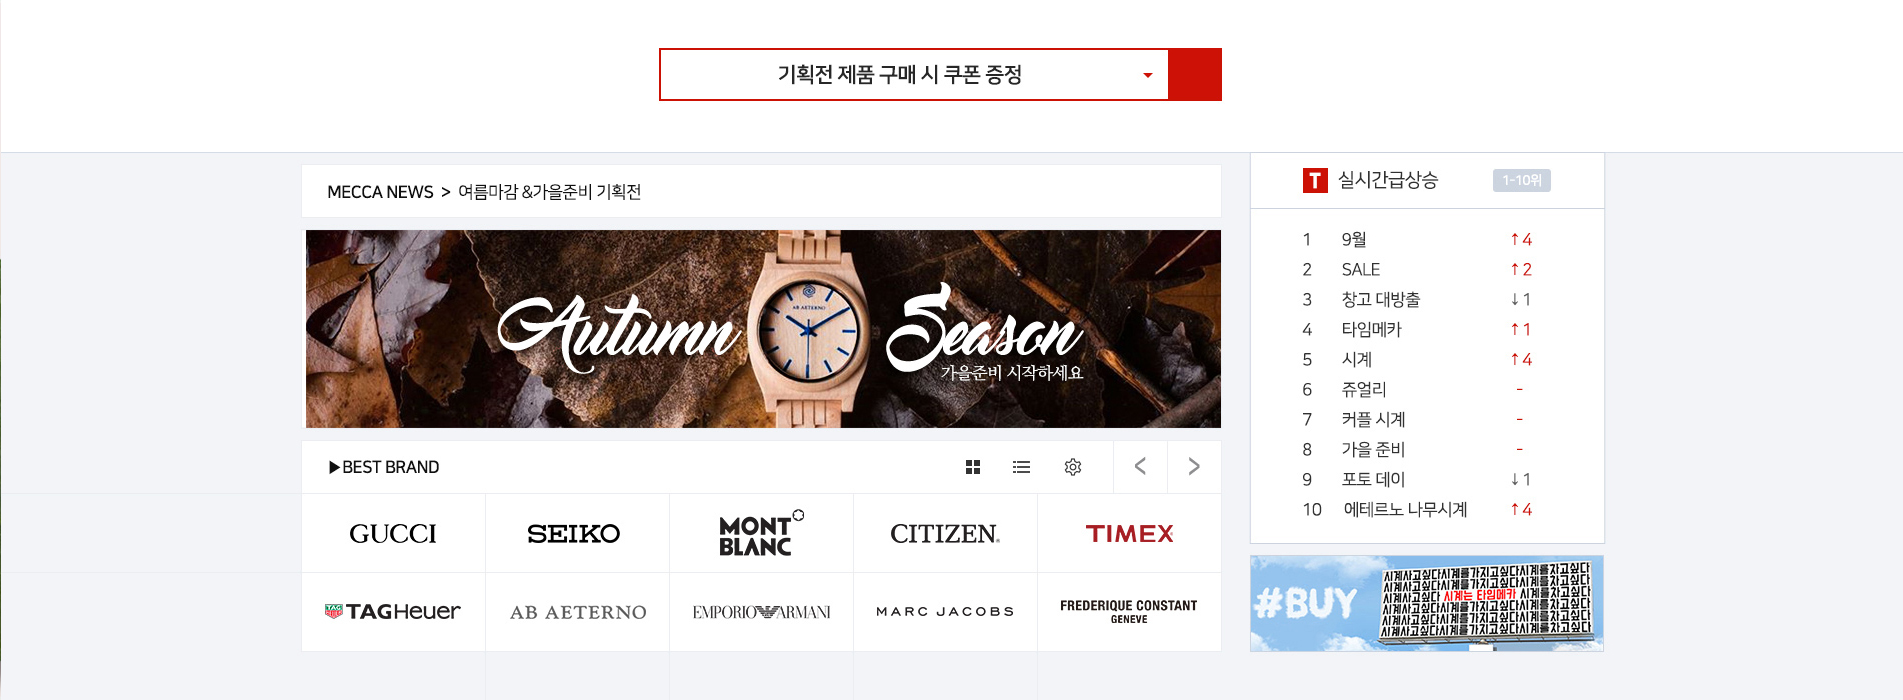 기획전 제품 구매 시 쿠폰 증정
MECCA NEWS > 여름마감 &가을준비 기획전
Autumn Season
AB AETERNO
가을준비 시작하세요
▶BEST BRAND
< >
GUCCI
SEIKO
MONT
BLANC
CITIZEN®
TIMEX
TAG TAGHeuer
AB AETERNO
EMPORIO ARMANI
MARC JACOBS
FREDERIQUE CONSTANT
GENEVE
T 실시간급상승 1-10위
1 9월 ↑4
2 SALE ↑2
3 창고 대방출 ↓1
4 타임메카 ↑1
5 시계 ↑4
6 쥬얼리 -
7 커플 시계 -
8 가을 준비 -
9 포토 데이 ↓1
10 에테르노 나무시계 ↑4
#BUY
시계사고싶다시계를가지고싶다시계를차고싶다
시계사고싶다시계를가지고싶다시계를차고싶다
시계사고싶다 시계는 타임메카 시계를차고싶다
시계사고싶다시계를가지고싶다시계를차고싶다
시계사고싶다시계를가지고싶다시계를차고싶다
시계사고싶다시계를가지고싶다시계를차고싶다